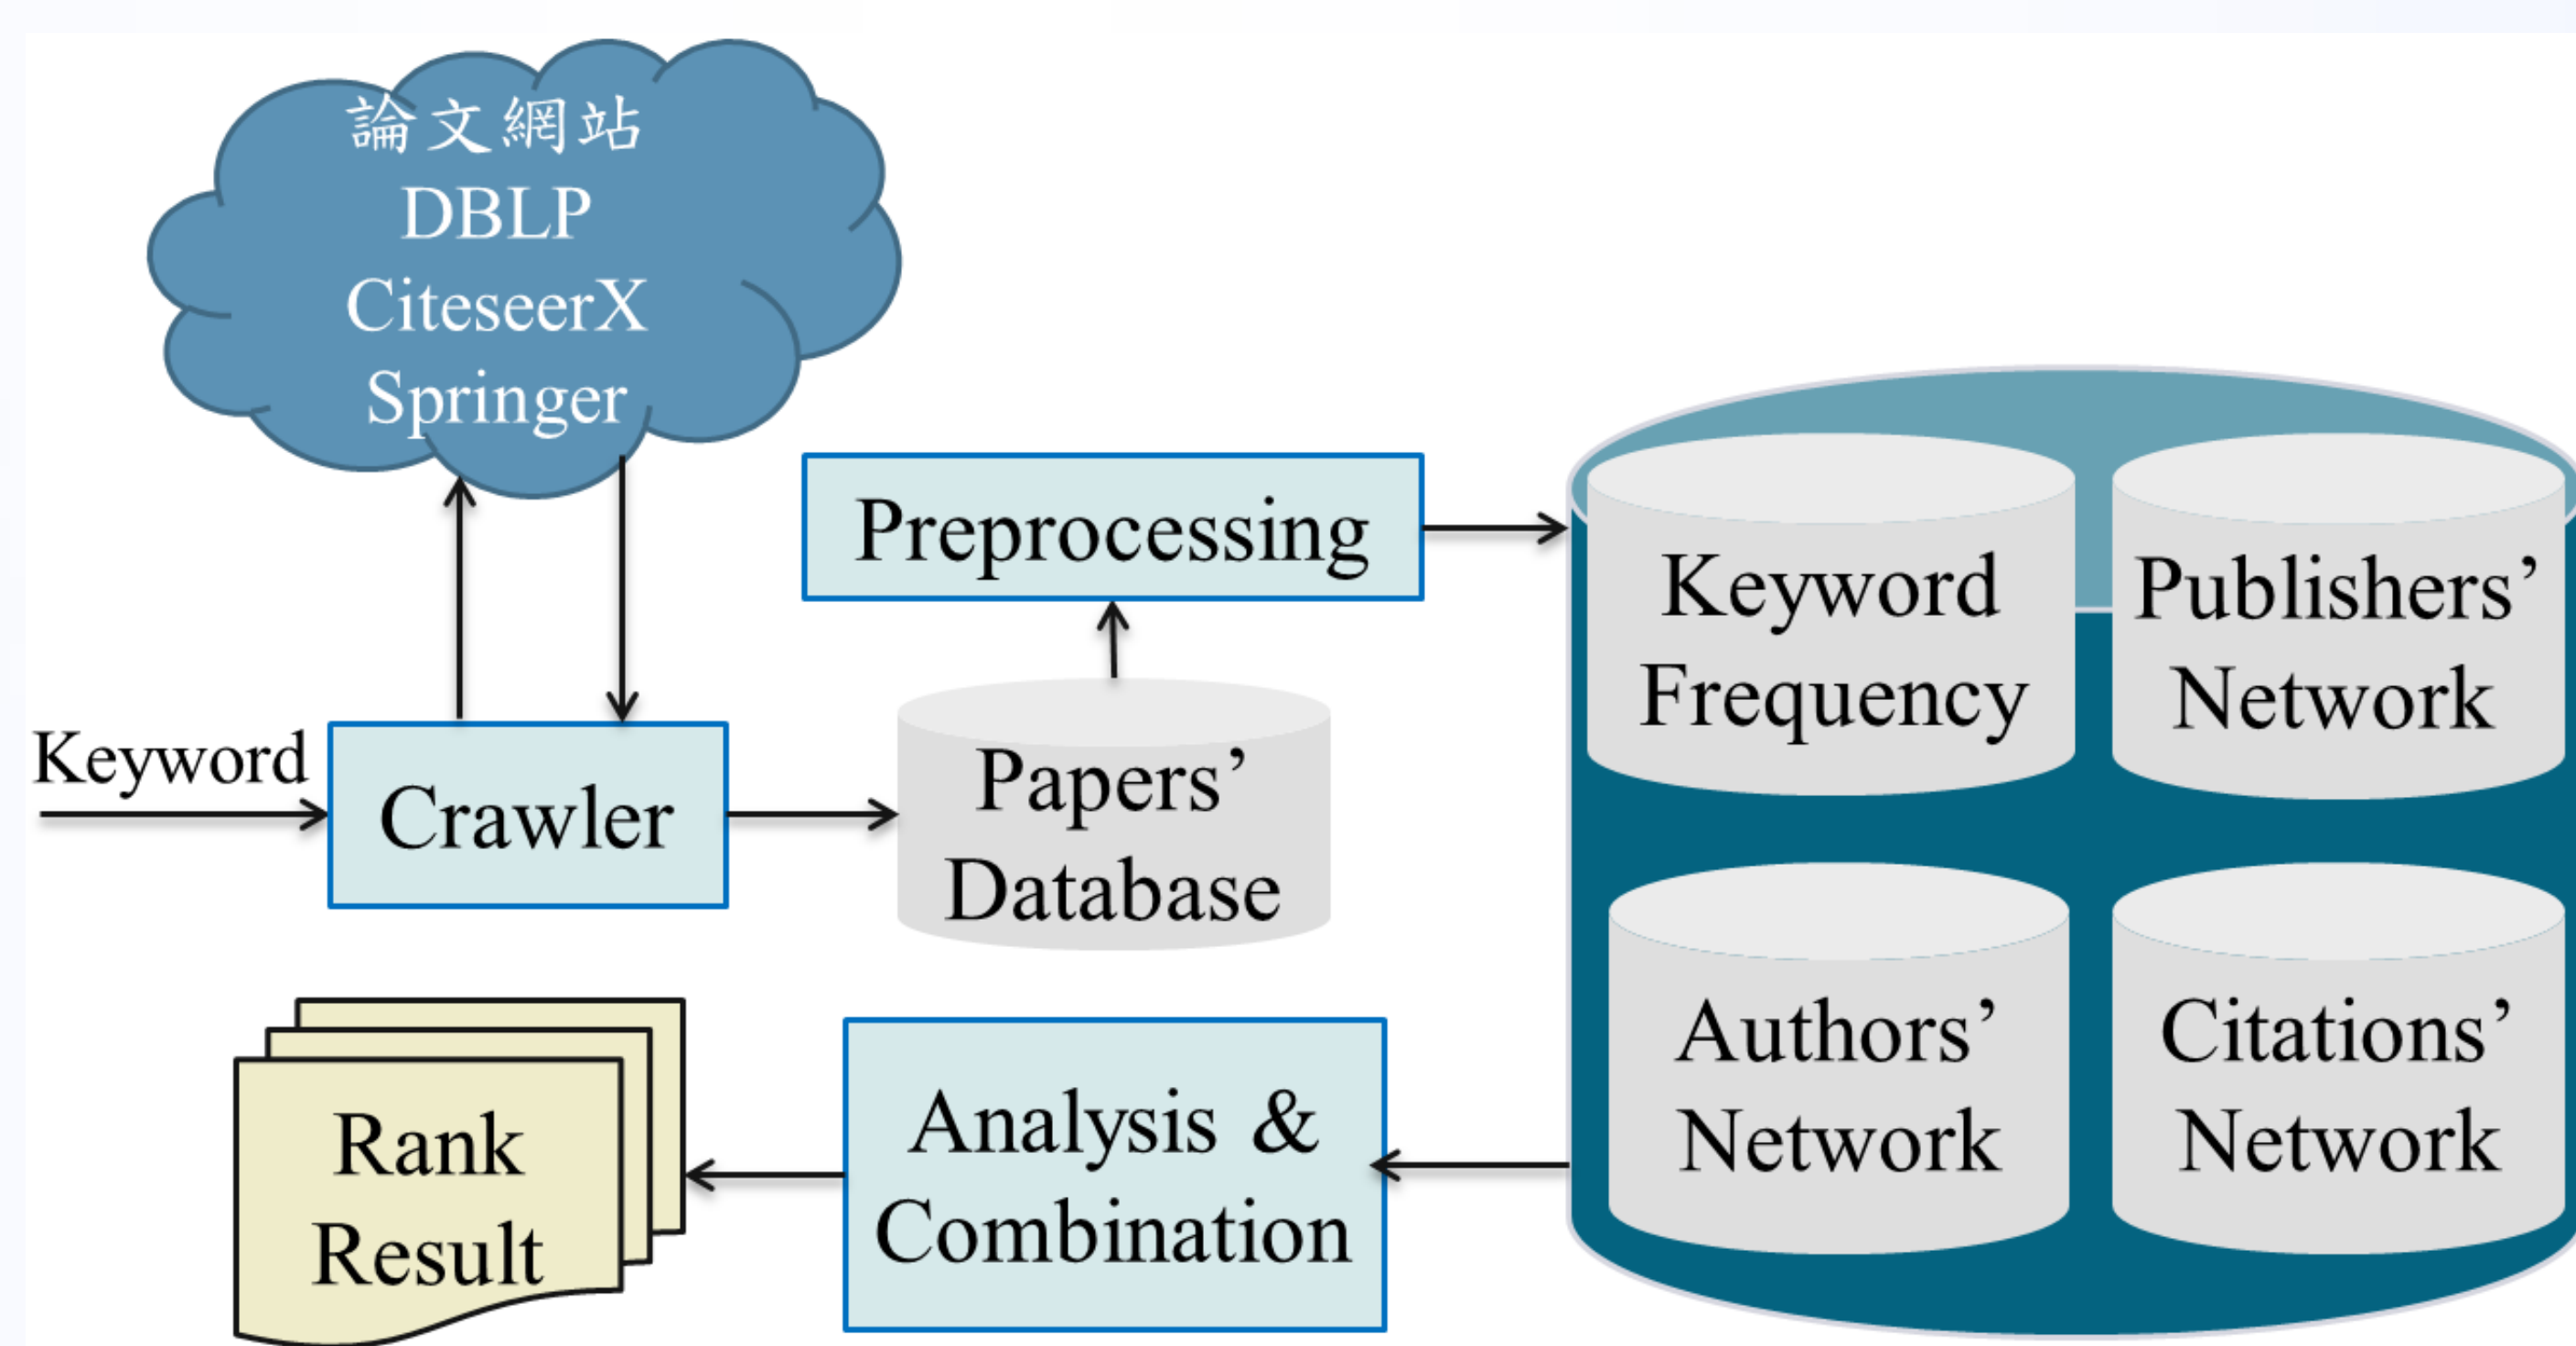 論文網站
DBLP
CiteseerX
Springer
Keyword
Crawler
Papers’
Database
Preprocessing
Keyword
Frequency
Publishers’
Network
Authors’
Network
Citations’
Network
Analysis &
Combination
Rank
Result